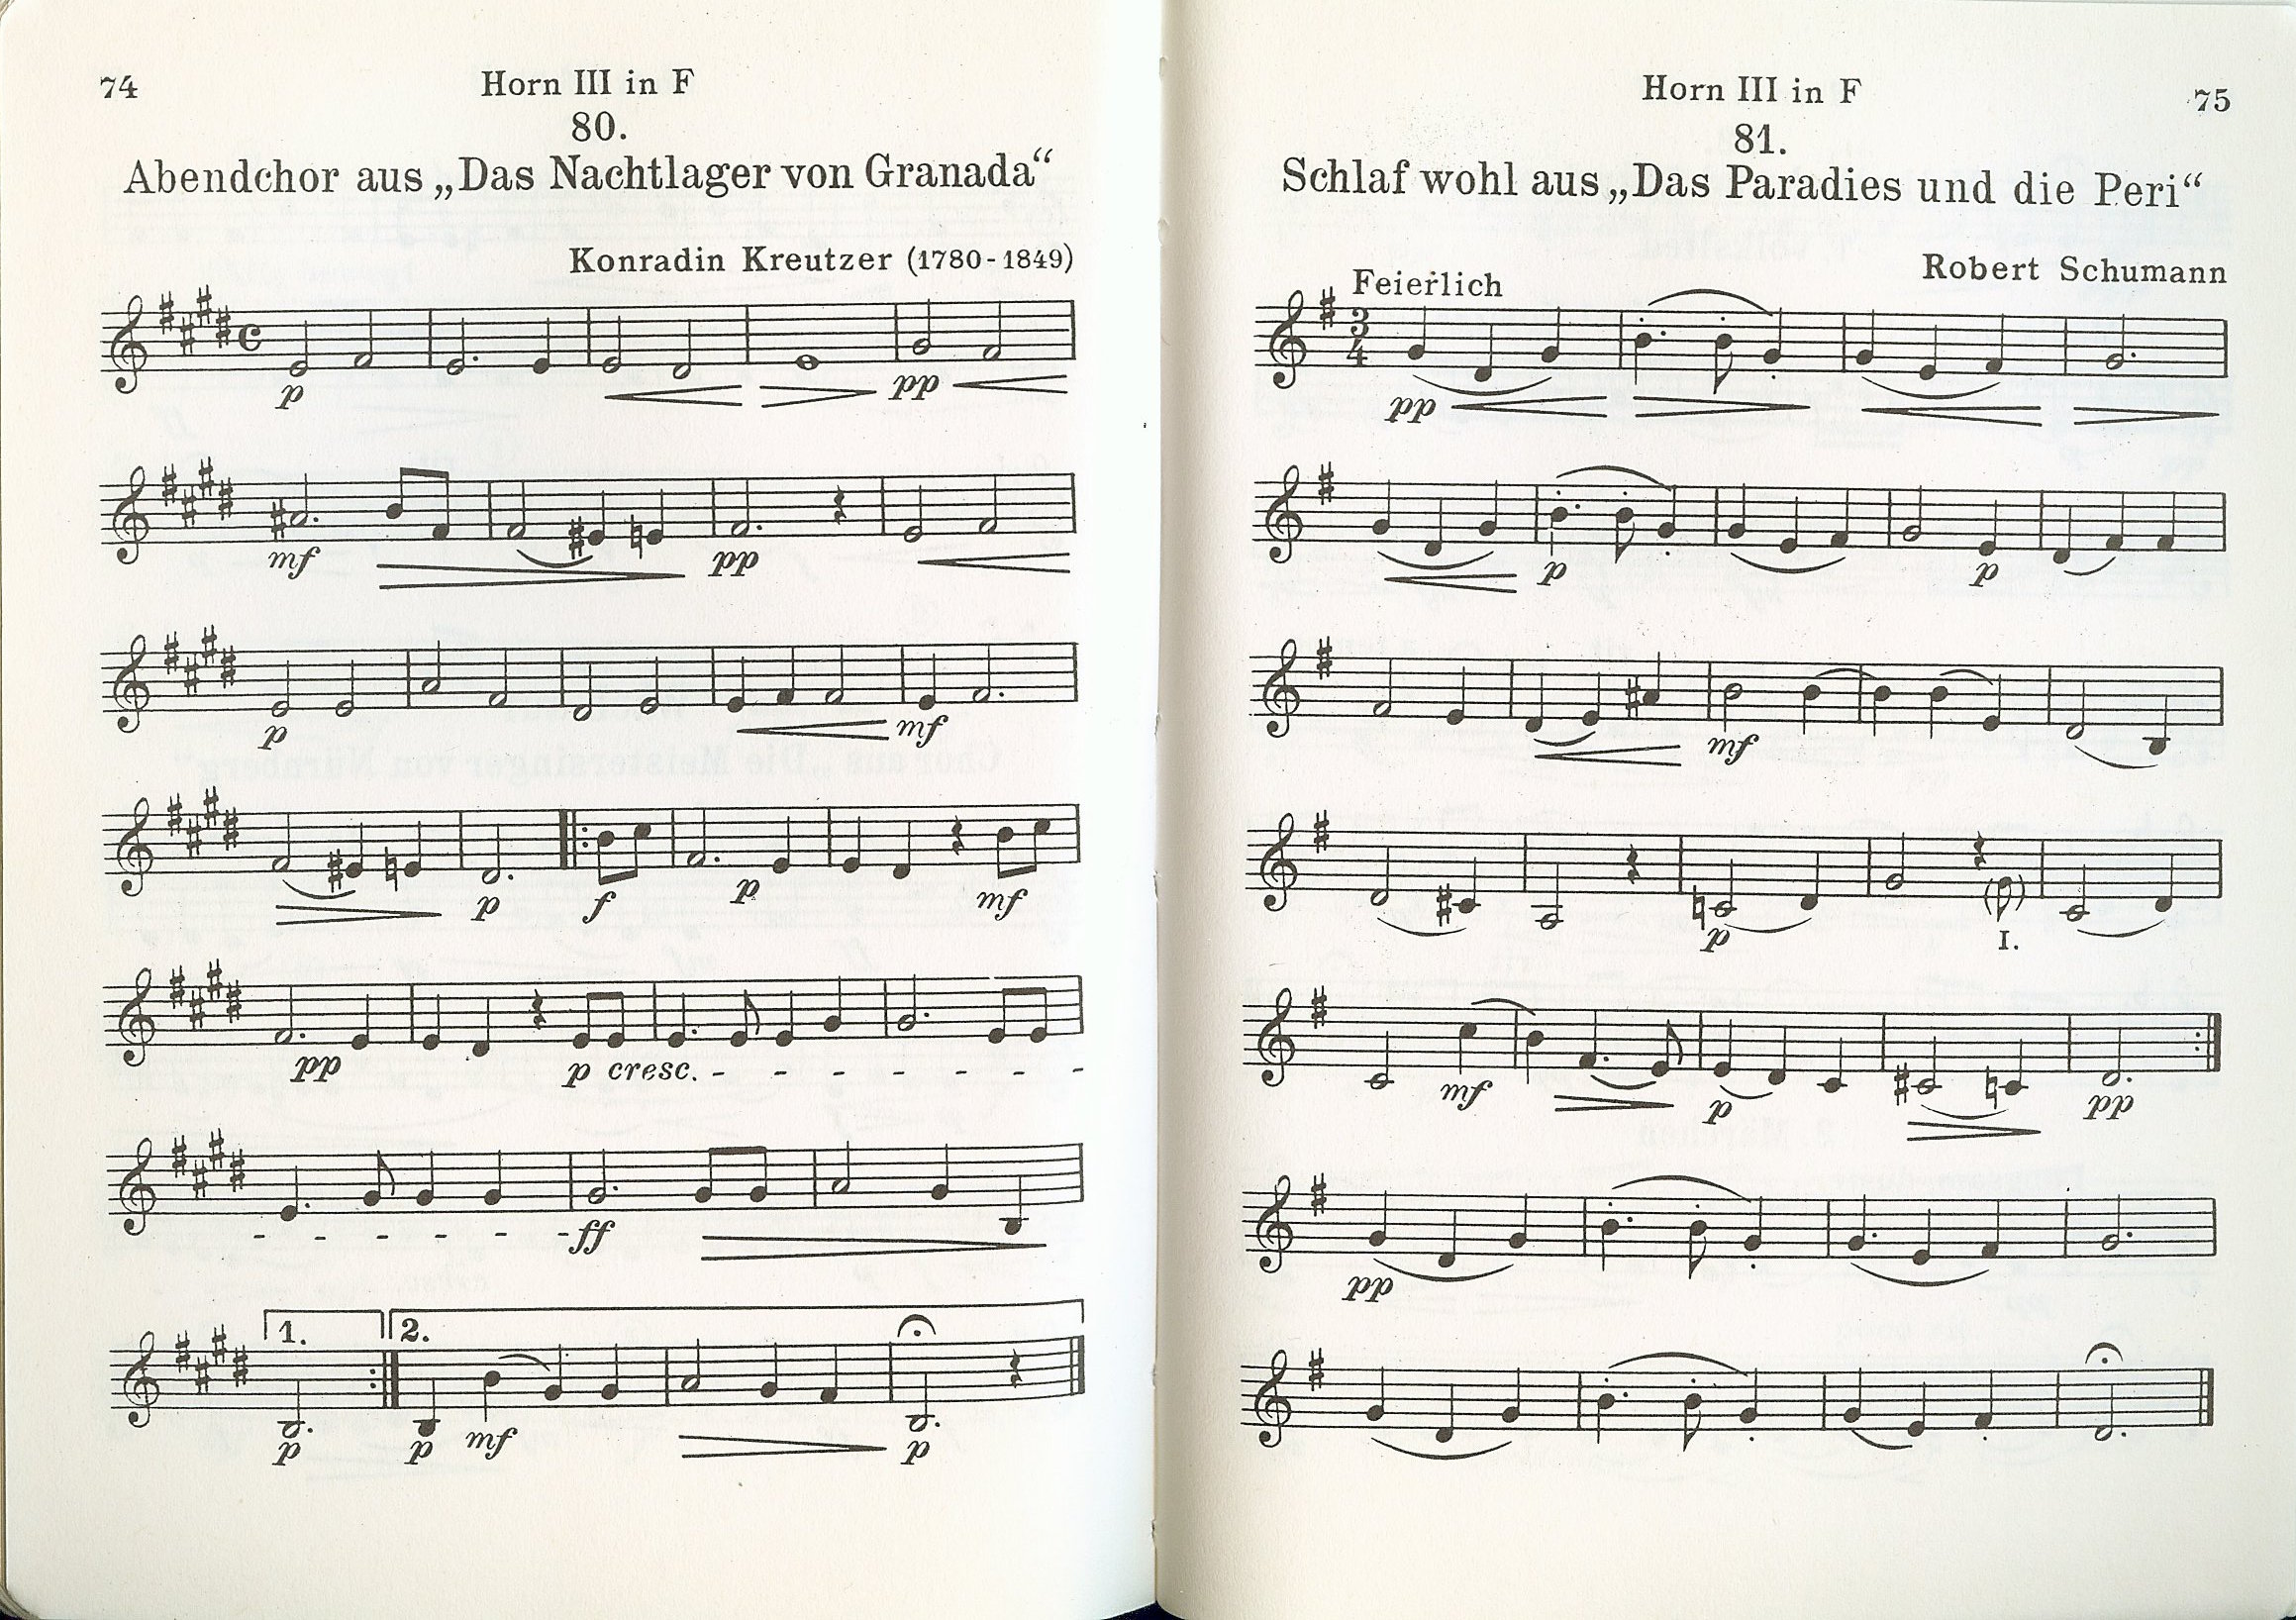 74
Horn III in F
80.
Abendchor aus „Das Nachtlager von Granada“
Konradin Kreutzer (1780-1849)
C
p
pp
mf
pp
p
mf
p
f
p
mf
pp
p cresc. - - - - - - -
- - - - - - ff
1.
2.
p
p
mf
p
Horn III in F
75
81.
Schlaf wohl aus „Das Paradies und die Peri“
Robert Schumann
Feierlich
3
4
pp
p
p
mf
p
I.
mf
p
pp
pp